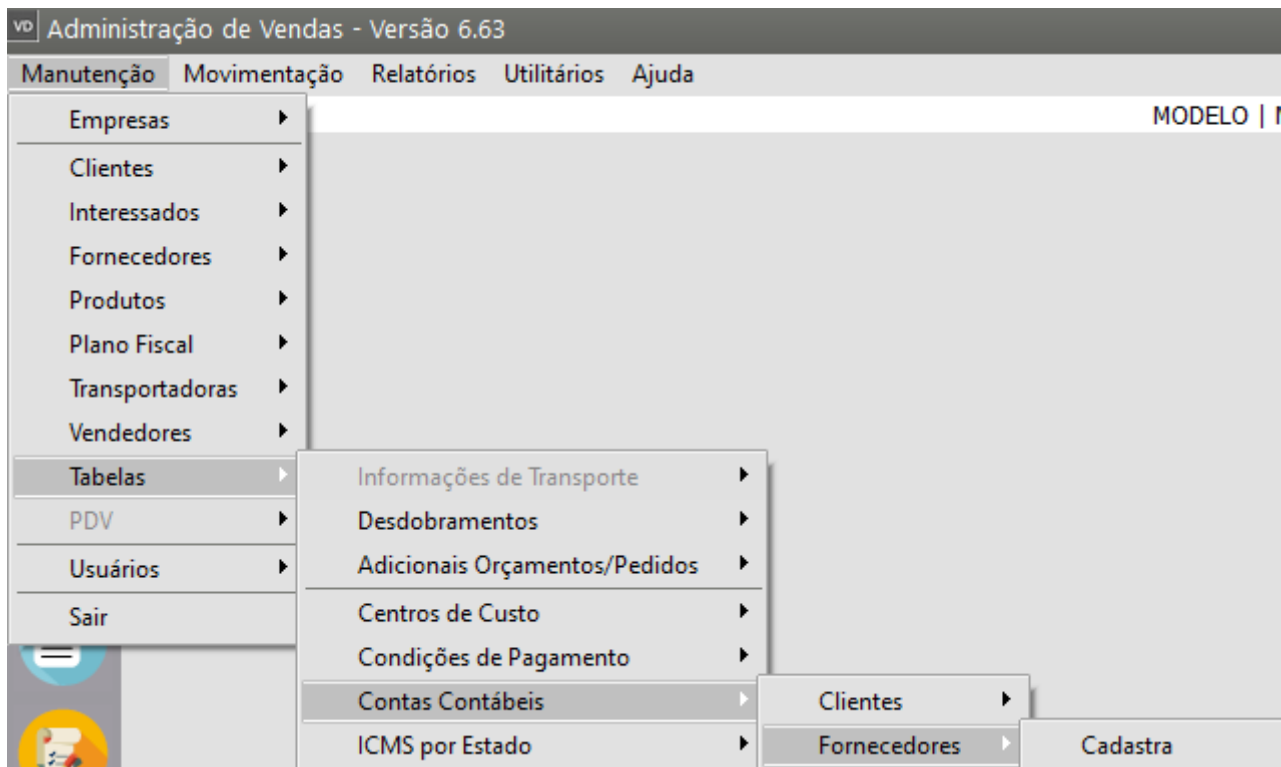 VD Administração de Vendas - Versão 6.63
Manutenção Movimentação Relatórios Utilitários Ajuda
MODELO |
Empresas
Clientes
Interessados
Fornecedores
Produtos
Plano Fiscal
Transportadoras
Vendedores
Tabelas
PDV
Usuários
Sair
Informações de Transporte
Desdobramentos
Adicionais Orçamentos/Pedidos
Centros de Custo
Condições de Pagamento
Contas Contábeis
ICMS por Estado
Clientes
Fornecedores
Cadastra